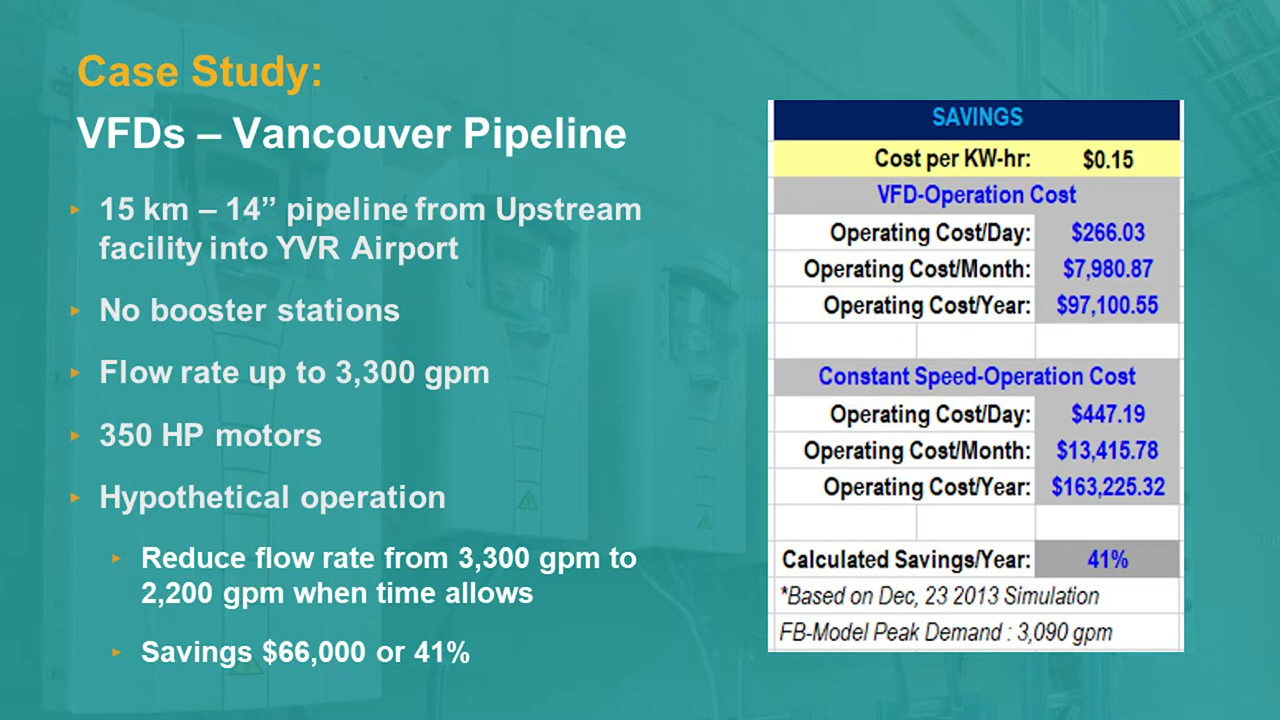 Case Study:
VFDs – Vancouver Pipeline
15 km – 14” pipeline from Upstream
facility into YVR Airport
No booster stations
Flow rate up to 3,300 gpm
350 HP motors
Hypothetical operation
Reduce flow rate from 3,300 gpm to
2,200 gpm when time allows
Savings $66,000 or 41%
SAVINGS
Cost per KW-hr: $0.15
VFD-Operation Cost
Operating Cost/Day: $266.03
Operating Cost/Month: $7,980.87
Operating Cost/Year: $97,100.55
Constant Speed-Operation Cost
Operating Cost/Day: $447.19
Operating Cost/Month: $13,415.78
Operating Cost/Year: $163,225.32
Calculated Savings/Year: 41%
*Based on Dec, 23 2013 Simulation
FB-Model Peak Demand : 3,090 gpm